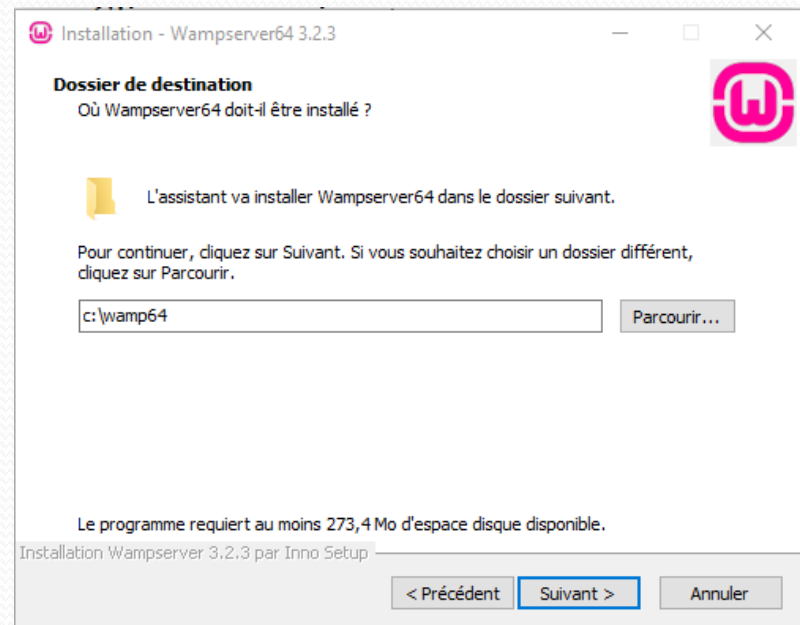 Installation - Wampserver64 3.2.3
Dossier de destination
Où Wampserver64 doit-il être installé ?
L'assistant va installer Wampserver64 dans le dossier suivant.
Pour continuer, cliquez sur Suivant. Si vous souhaitez choisir un dossier différent,
cliquez sur Parcourir.
c:\wamp64
Parcourir...
Le programme requiert au moins 273,4 Mo d'espace disque disponible.
Installation Wampserver 3.2.3 par Inno Setup
< Précédent
Suivant >
Annuler